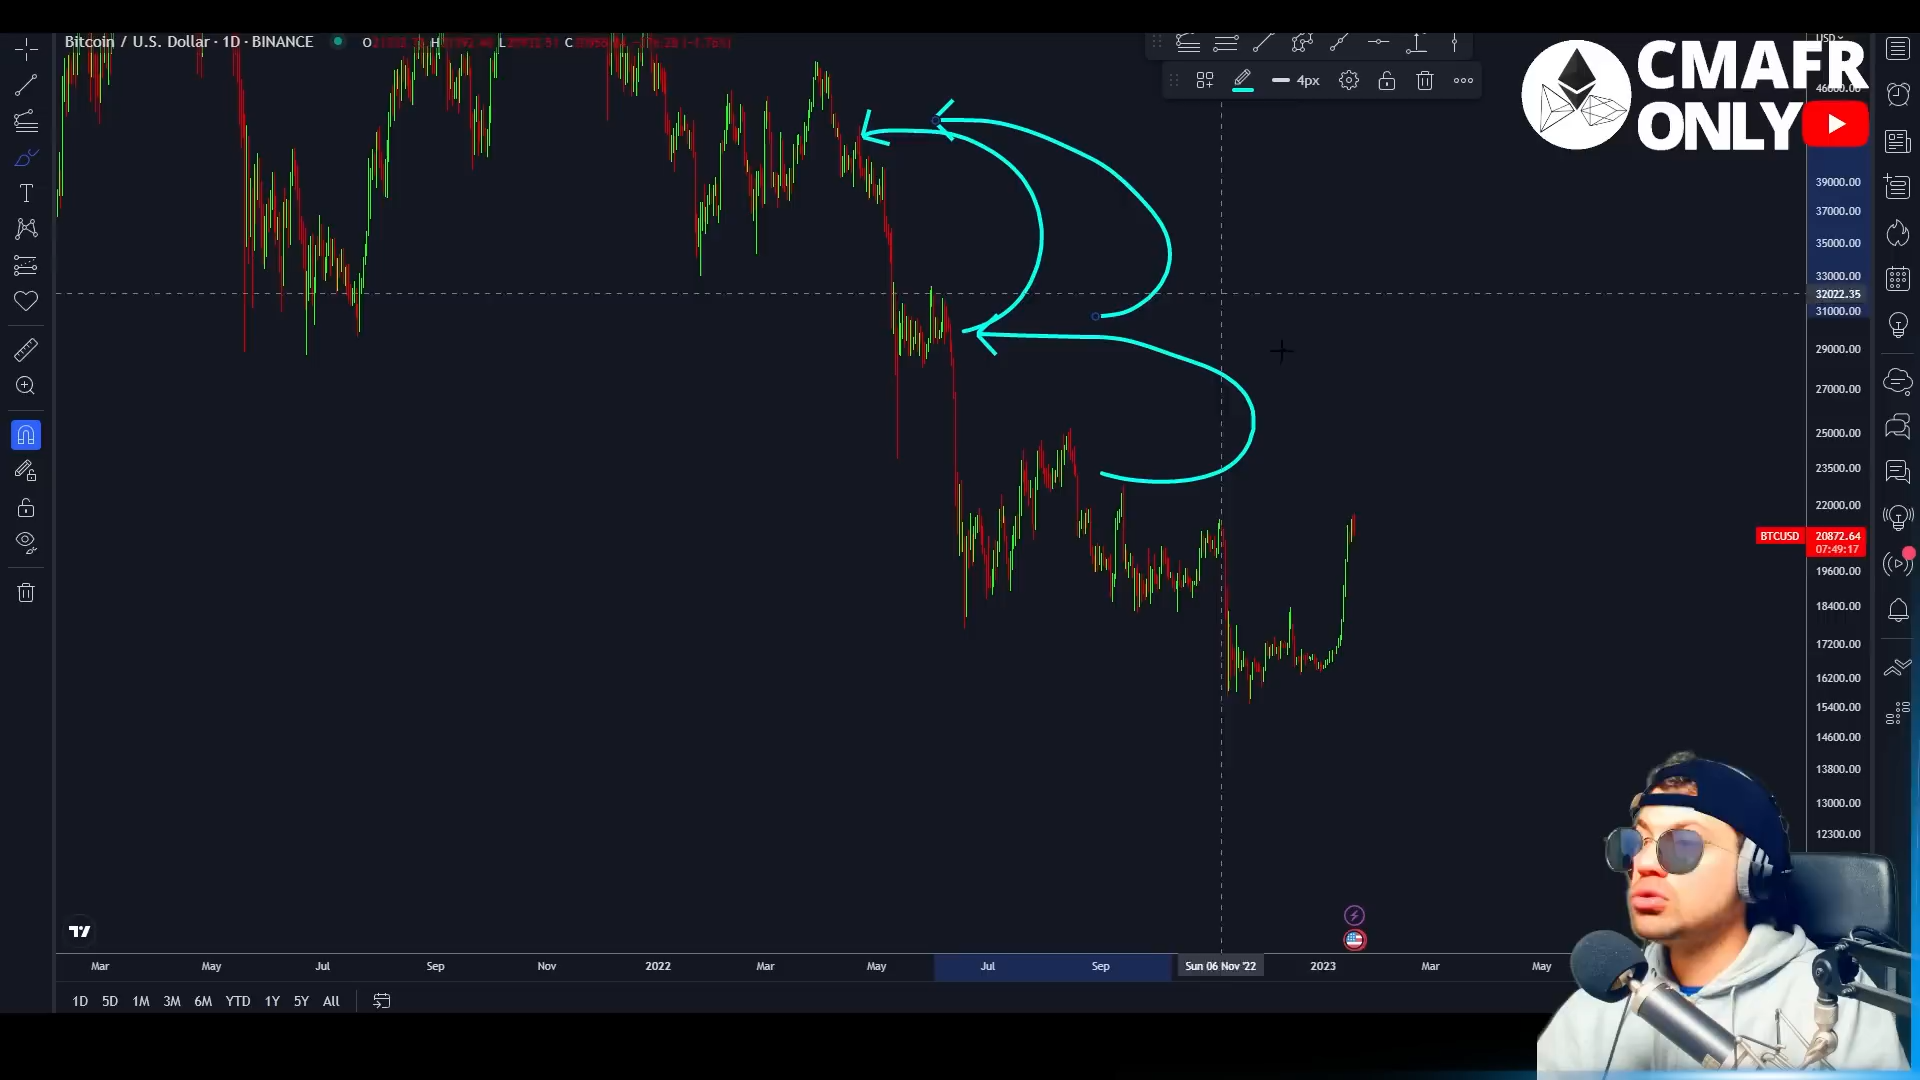 Bitcoin / U.S. Dollar · 1D · BINANCE
O
H
L
C
4px
USD
CMAFR
ONLY
46000.00
39000.00
37000.00
35000.00
33000.00
32022.35
31000.00
29000.00
27000.00
25000.00
23500.00
22000.00
BTCUSD 20872.64
07:49:17
19600.00
18400.00
17200.00
16200.00
15400.00
14600.00
13800.00
13000.00
12300.00
Mar May Jul Sep Nov 2022 Mar May Jul Sep Sun 06 Nov '22 2023 Mar May
1D 5D 1M 3M 6M YTD 1Y 5Y All